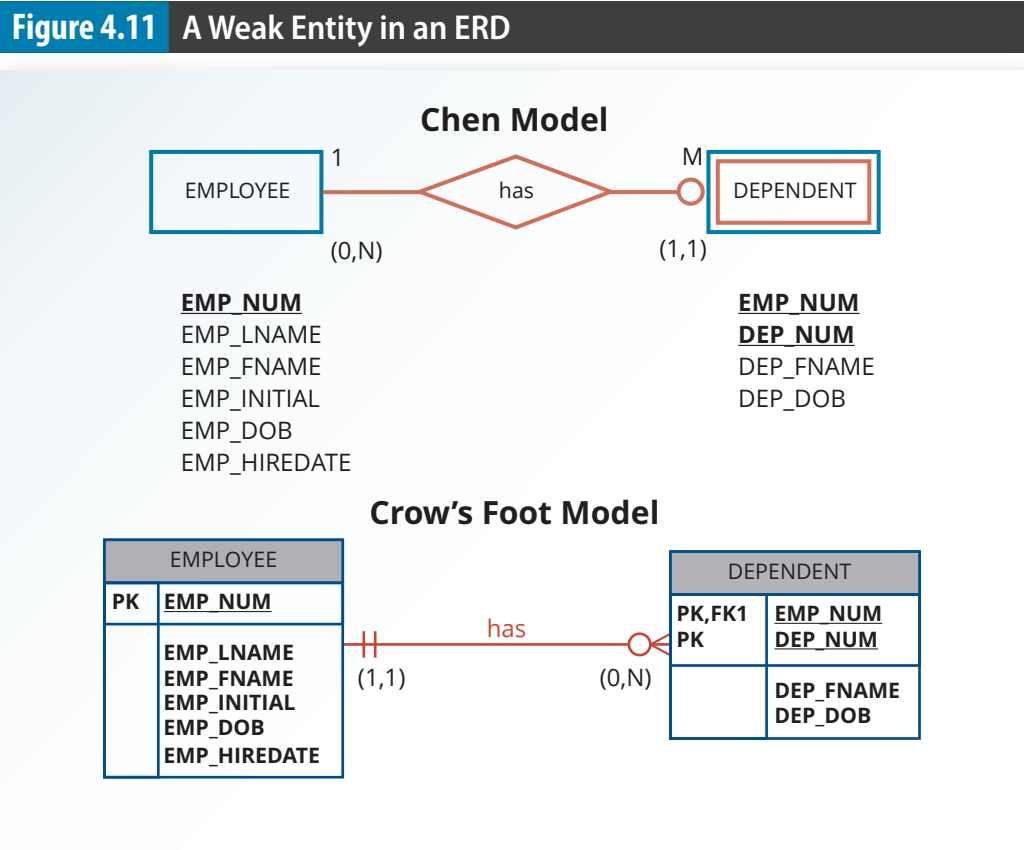 Figure 4.11 A Weak Entity in an ERD
Chen Model
EMPLOYEE 1 has M DEPENDENT
(0,N) (1,1)
EMP_NUM
EMP_LNAME
EMP_FNAME
EMP_INITIAL
EMP_DOB
EMP_HIREDATE
EMP_NUM
DEP_NUM
DEP_FNAME
DEP_DOB
Crow’s Foot Model
EMPLOYEE
PK EMP_NUM
EMP_LNAME
EMP_FNAME
EMP_INITIAL
EMP_DOB
EMP_HIREDATE
has
(1,1) (0,N)
DEPENDENT
PK,FK1 EMP_NUM
PK DEP_NUM
DEP_FNAME
DEP_DOB